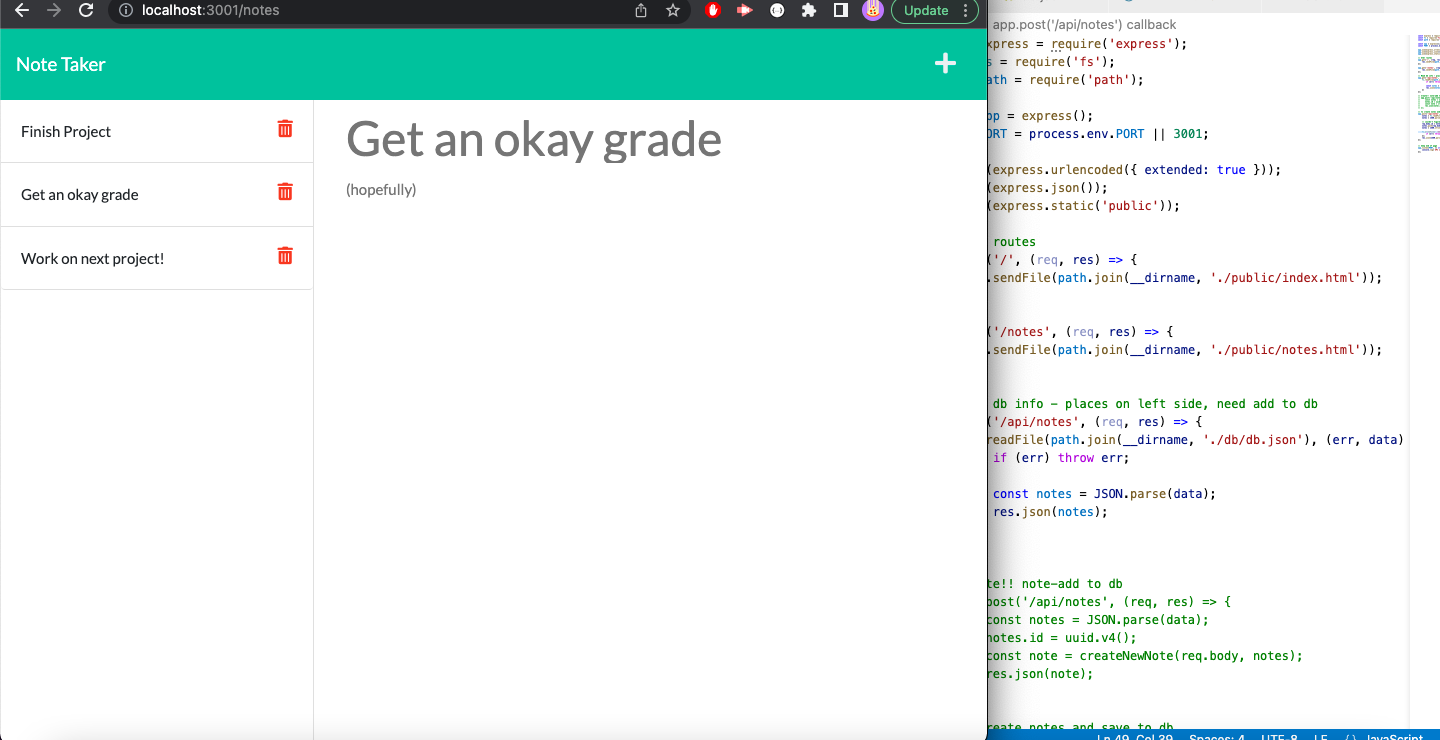 localhost:3001/notes
Update
Note Taker
Finish Project
Get an okay grade
Work on next project!
Get an okay grade
(hopefully)
app.post('/api/notes') callback
xpress = require('express');
s = require('fs');
ath = require('path');
pp = express();
ORT = process.env.PORT || 3001;
(express.urlencoded({ extended: true }));
(express.json());
(express.static('public'));
routes
('/', (req, res) => {
.sendFile(path.join(__dirname, './public/index.html'));
('/notes', (req, res) => {
.sendFile(path.join(__dirname, './public/notes.html'));
db info - places on left side, need add to db
('/api/notes', (req, res) => {
readFile(path.join(__dirname, './db/db.json'), (err, data)
if (err) throw err;
const notes = JSON.parse(data);
res.json(notes);
te!! note-add to db
post('/api/notes', (req, res) => {
const notes = JSON.parse(data);
notes.id = uuid.v4();
const note = createNewNote(req.body, notes);
res.json(note);
reate notes and save to db
Ln 49, Col 39 Spaces: 4 UTF-8 LF {} JavaScript